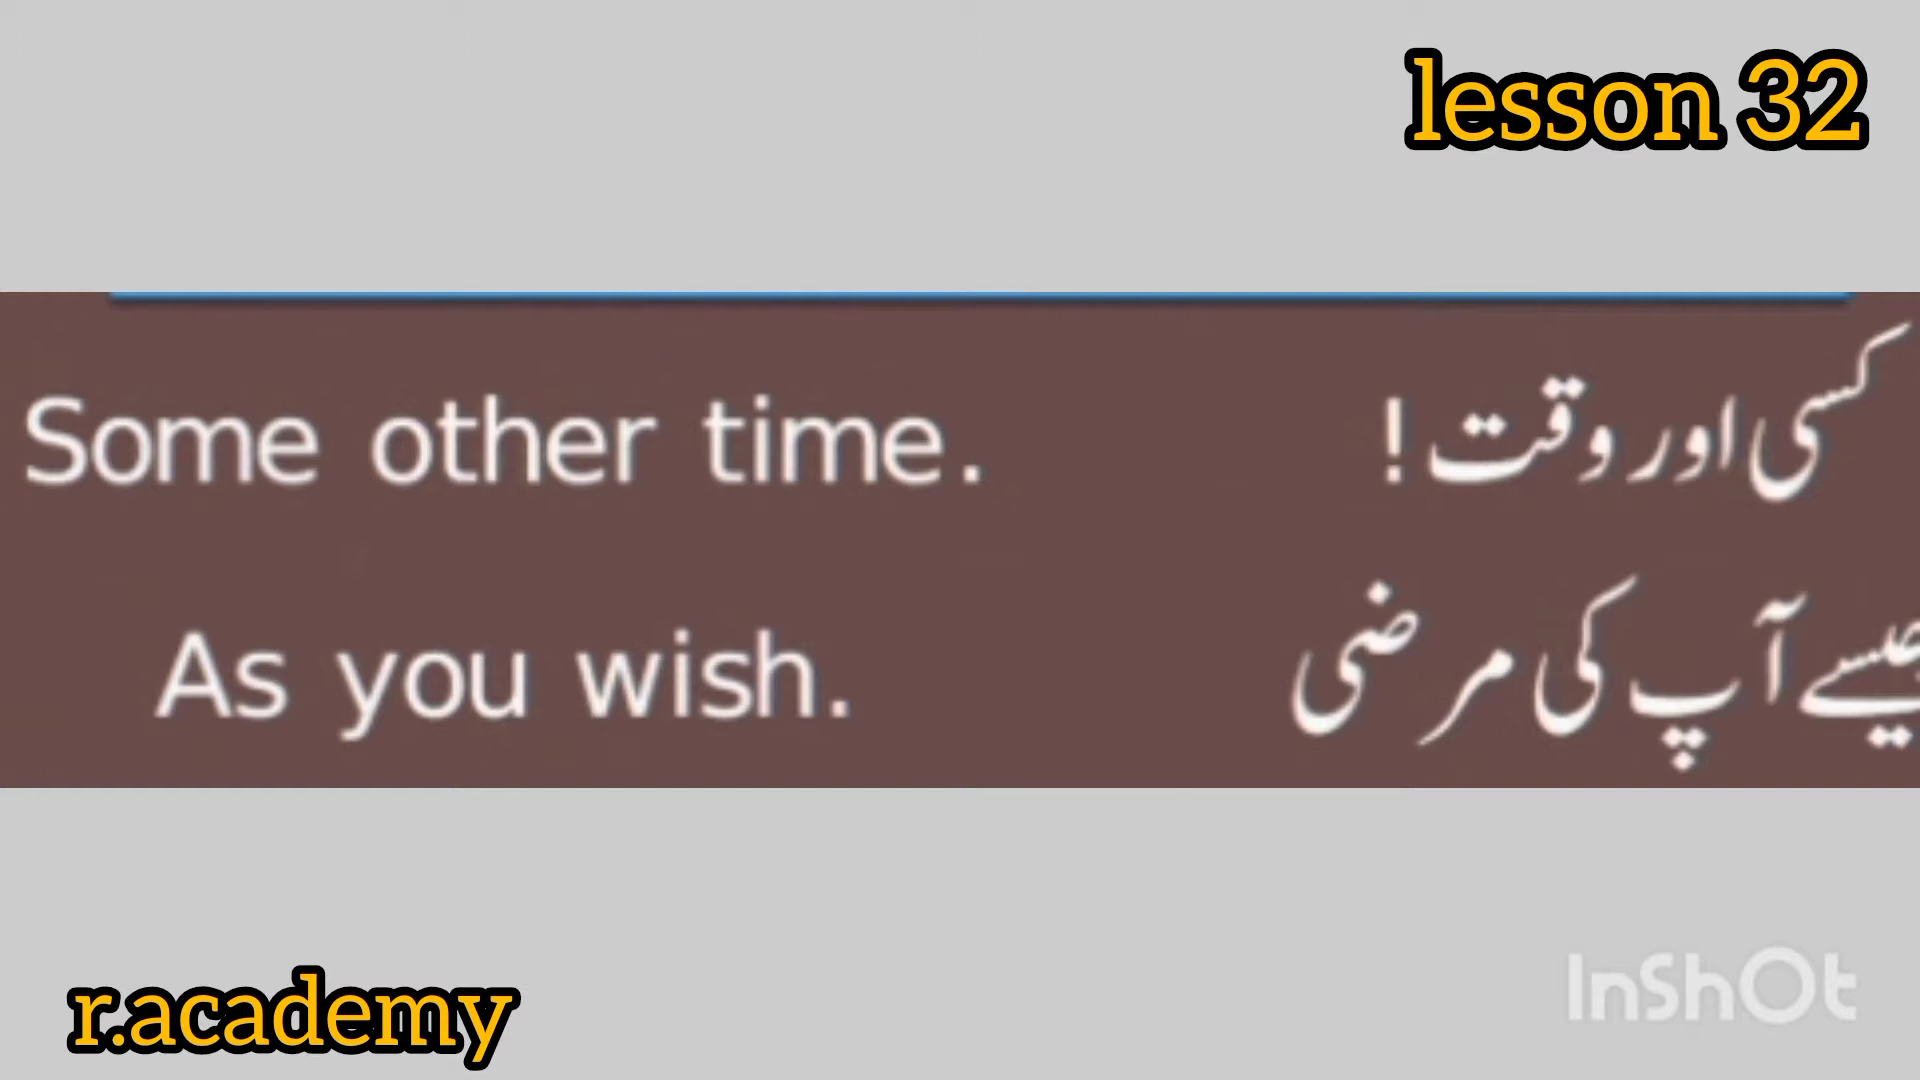 lesson 32
Some other time. کسی اور وقت !
As you wish. جیسے آپ کی مرضی
r.academy
InShOt